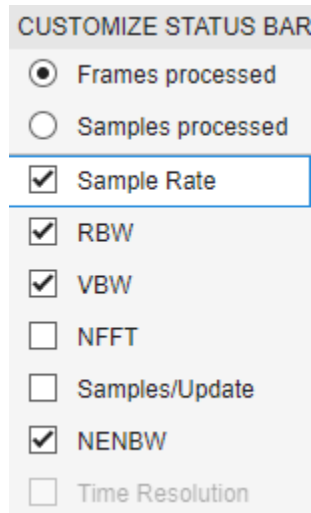 CUSTOMIZE STATUS BAR
Frames processed
Samples processed
Sample Rate
RBW
VBW
NFFT
Samples/Update
NENBW
Time Resolution